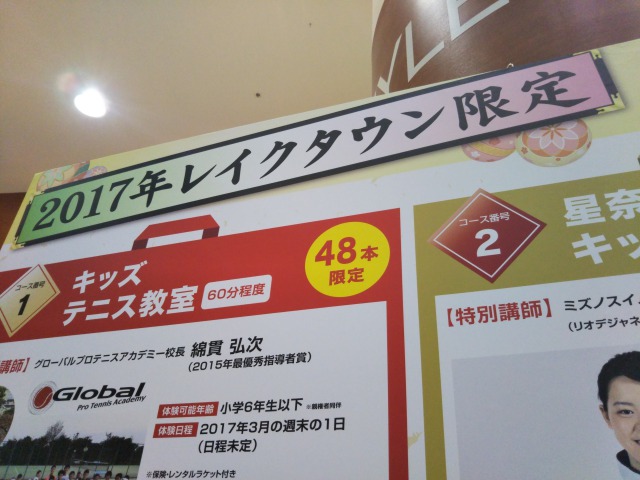 YLE
2017年レイクタウン限定
コース番号
1
キッズ
テニス教室
60分程度
48本
限定
講師】グローバルプロテニスアカデミー校長 綿貫 弘次
(2015年最優秀指導者賞)
Global
Pro Tennis Academy
体験可能年齢 小学6年生以下 ※親権者同伴
体験日程 2017年3月の週末の1日
(日程未定)
※保険・レンタルラケット付き
コース番号
2
星奈
キッ
【特別講師】 ミズノスイ
(リオデジャネ